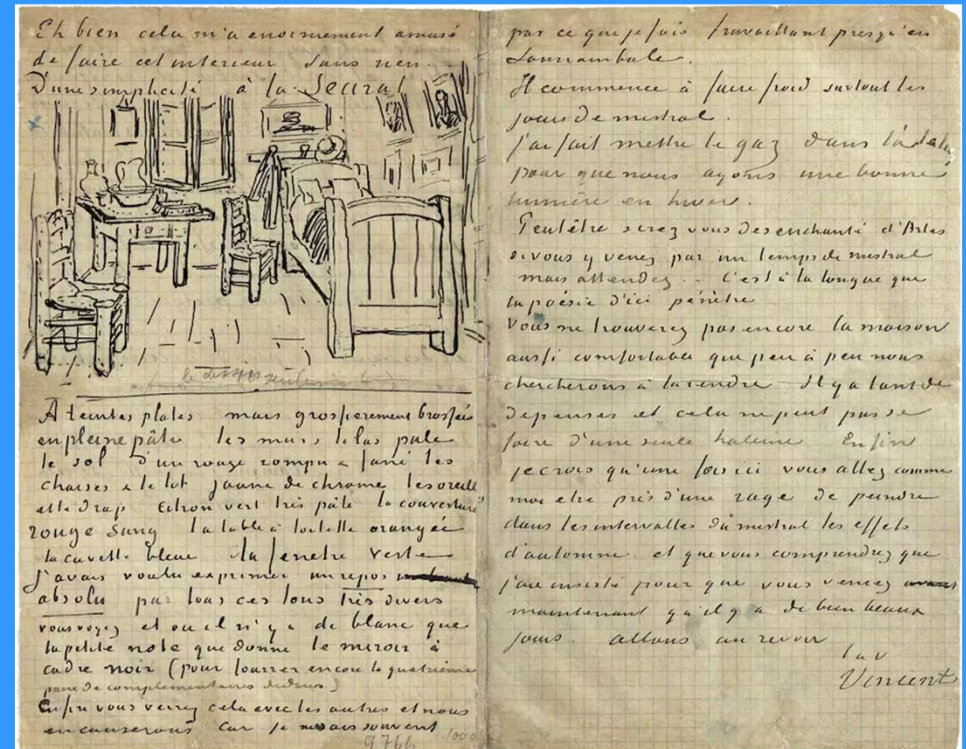 Eh bien cela m'a enormement amusé
de faire cet interieur sans rien
D'une simplicité à la Seurat
A teintes plates mais grossierement brossées
en pleine pâte les murs lilas pale
le sol d'un rouge rompu & fané les
chaises & le lit jaune de chrome les oreill
et le drap citron vert très pâle la couverture
rouge sang la table à toilette orangée
la cuvette bleue la fenetre verte
J'avais voulu exprimer un repos
absolu par tous ces tons très divers
vous voyez et ou il n'y a de blanc que
la petite note que donne le miroir à
cadre noir (pour fourrer encore la quatrième
paire de complementaires dedans)
Enfin vous verrez cela avec les autres et nous
en causerons car je ne sais souvent
9766
par ce que je fais travaillant presqu'en
somnambule.
Il commence à faire froid surtout les
jours de mistral.
J'ai fait mettre le gaz dans l'
pour que nous ayons une bonne
lumière en hiver.
Peutêtre serez vous desenchanté d'Arles
si vous y venez par un temps de mistral
mais attendez .. C'est à la longue que
la poésie d'ici pénètre
Vous ne trouverez pas encore la maison
aussi comfortable que peu à peu nous
chercherons à la rendre Il y a tant de
depenses et cela ne peut pas se
faire d'une seule haleine Enfin
je crois qu'une fois ici vous allez comme
moi etre pris d'une rage de peindre
dans les intervalles du mistral les effets
d'automne. et que vous comprendrez que
j'aie insisté pour que vous veniez
maintenant qu'il y a de bien beaux
jours. allons au revoir
t. à v.
Vincent